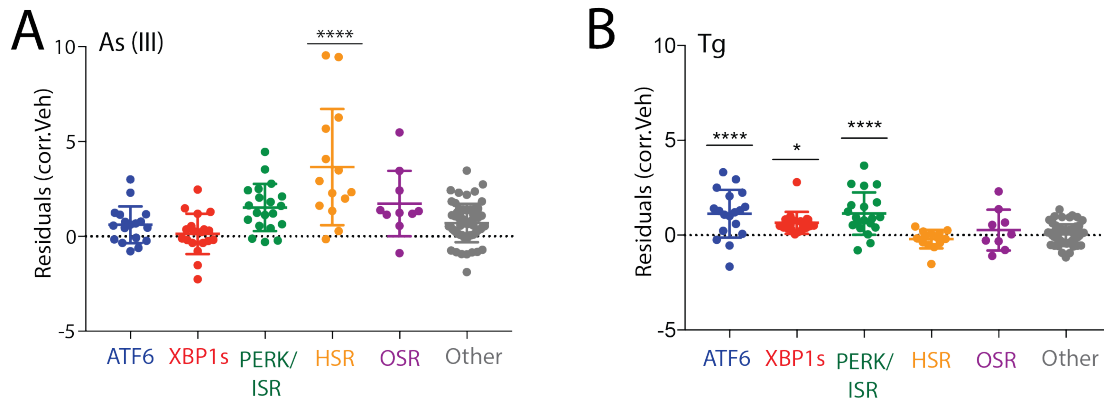 A
As (III)
****
Residuals (corr.Veh)
10
5
0
-5
ATF6
XBP1s
PERK/
ISR
HSR
OSR
Other
B
Tg
****
*
****
Residuals (corr.Veh)
10
5
0
-5
ATF6
XBP1s
PERK/
ISR
HSR
OSR
Other